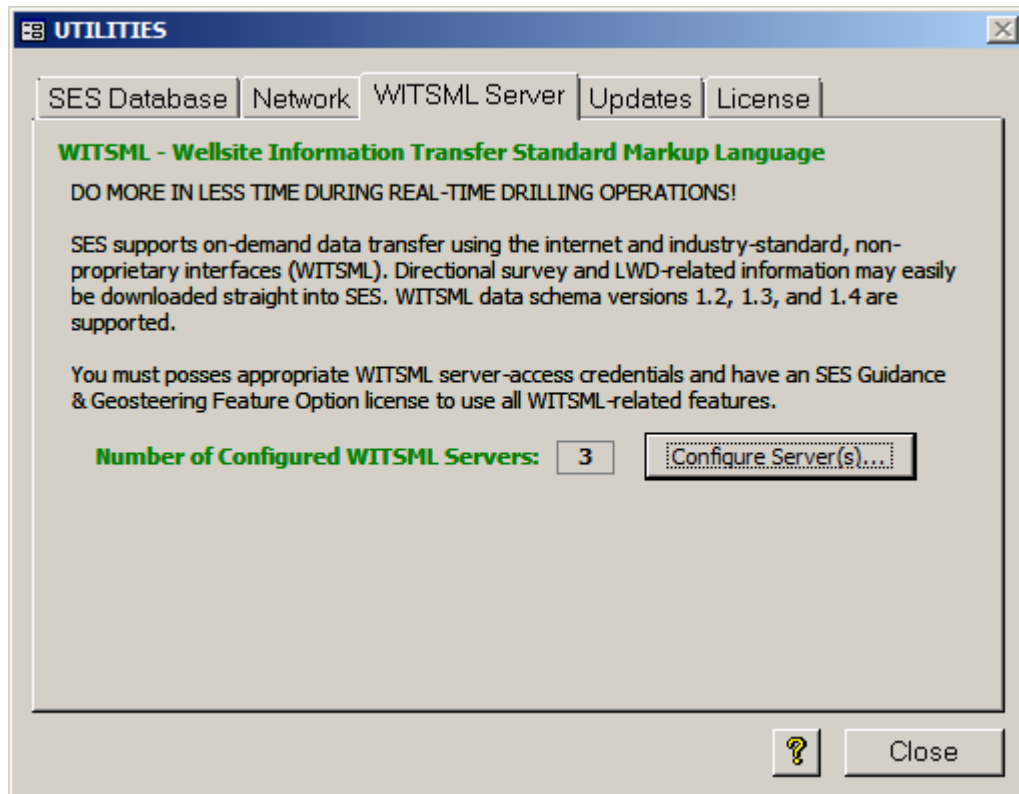 UTILITIES
SES Database
Network
WITSML Server
Updates
License
WITSML - Wellsite Information Transfer Standard Markup Language
DO MORE IN LESS TIME DURING REAL-TIME DRILLING OPERATIONS!
SES supports on-demand data transfer using the internet and industry-standard, non-
proprietary interfaces (WITSML). Directional survey and LWD-related information may easily
be downloaded straight into SES. WITSML data schema versions 1.2, 1.3, and 1.4 are
supported.
You must posses appropriate WITSML server-access credentials and have an SES Guidance
& Geosteering Feature Option license to use all WITSML-related features.
Number of Configured WITSML Servers: 3 Configure Server(s)...
? Close